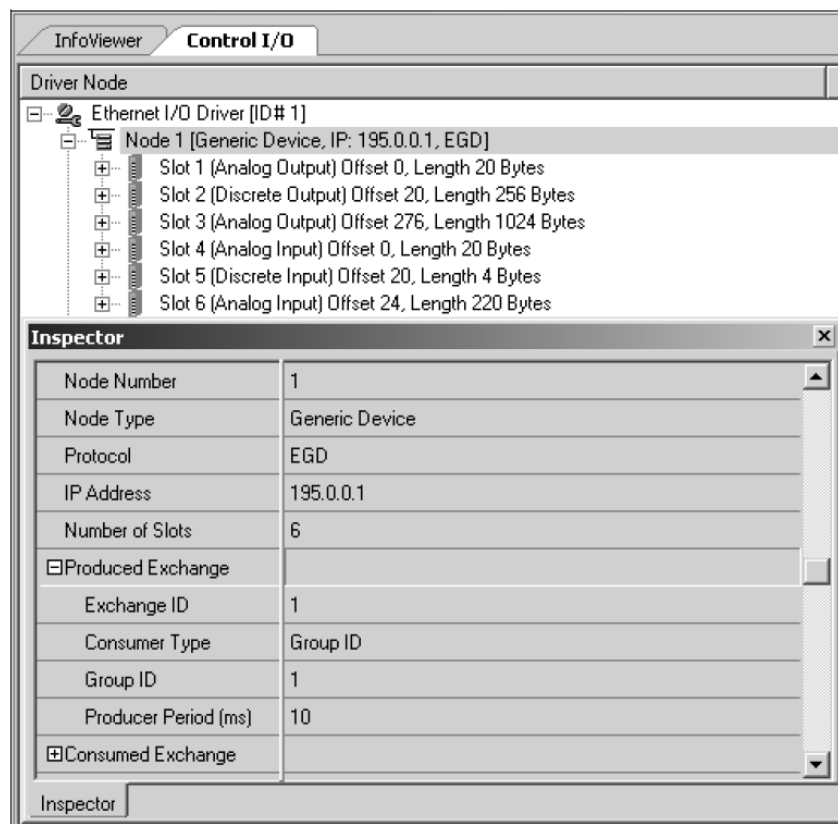 InfoViewer Control I/O
Driver Node
Ethernet I/O Driver [ID# 1]
Node 1 [Generic Device, IP: 195.0.0.1, EGD]
Slot 1 (Analog Output) Offset 0, Length 20 Bytes
Slot 2 (Discrete Output) Offset 20, Length 256 Bytes
Slot 3 (Analog Output) Offset 276, Length 1024 Bytes
Slot 4 (Analog Input) Offset 0, Length 20 Bytes
Slot 5 (Discrete Input) Offset 20, Length 4 Bytes
Slot 6 (Analog Input) Offset 24, Length 220 Bytes
Inspector
Node Number 1
Node Type Generic Device
Protocol EGD
IP Address 195.0.0.1
Number of Slots 6
Produced Exchange
Exchange ID 1
Consumer Type Group ID
Group ID 1
Producer Period (ms) 10
Consumed Exchange
Inspector